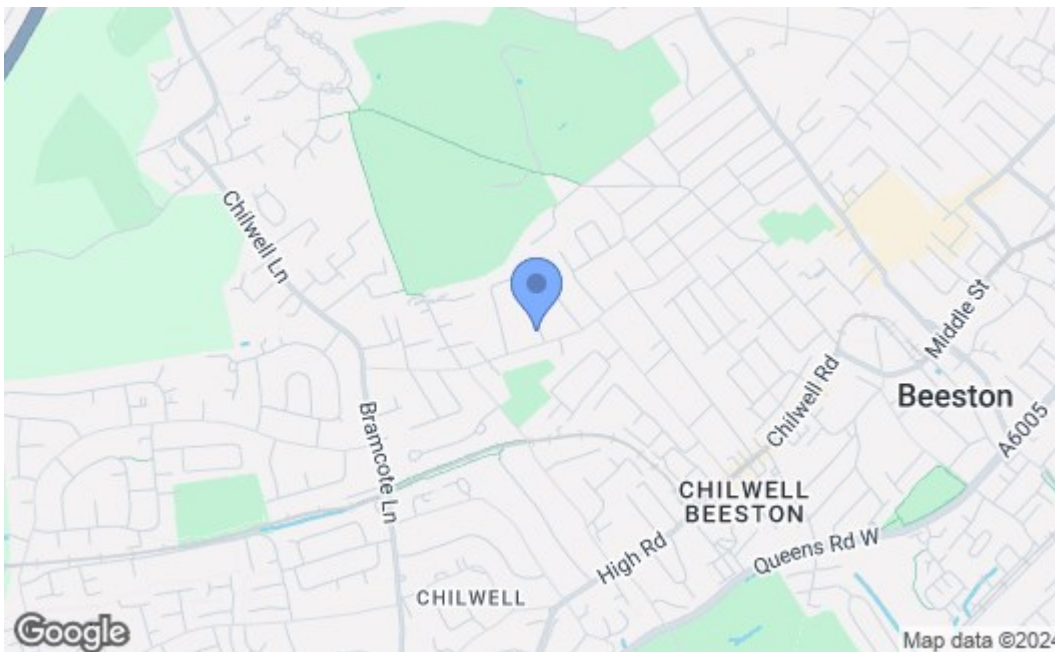 Chilwell Ln
Middle St
Chilwell Rd
Beeston
A6005
Bramcote Ln
CHILWELL
BEESTON
High Rd
Queens Rd W
CHILWELL
Google
Map data ©2024